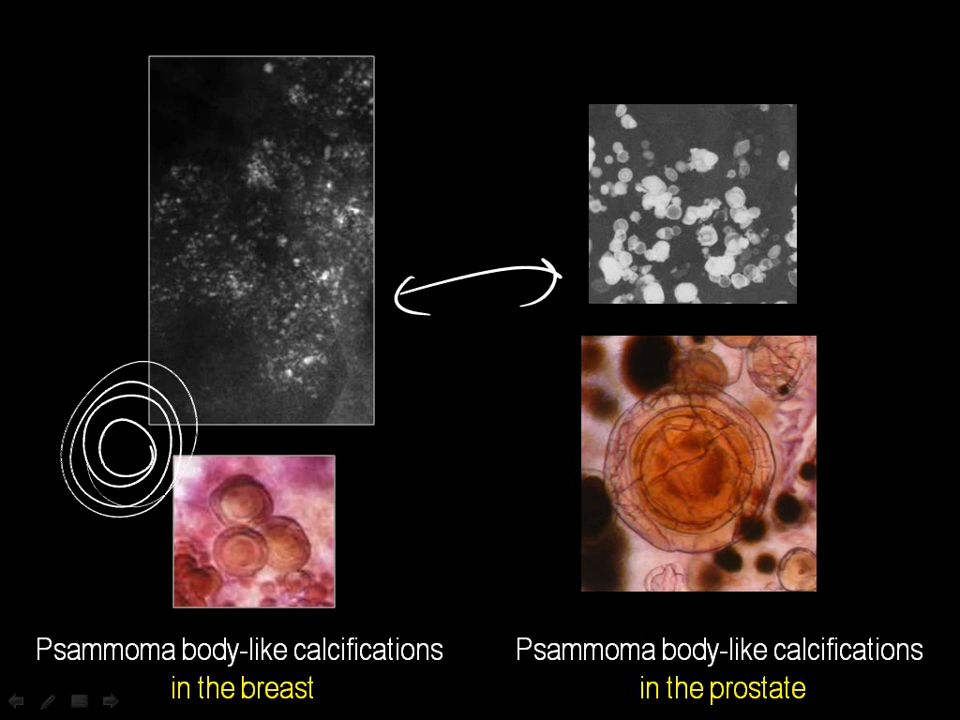 Psammoma body-like calcifications
in the breast
Psammoma body-like calcifications
in the prostate